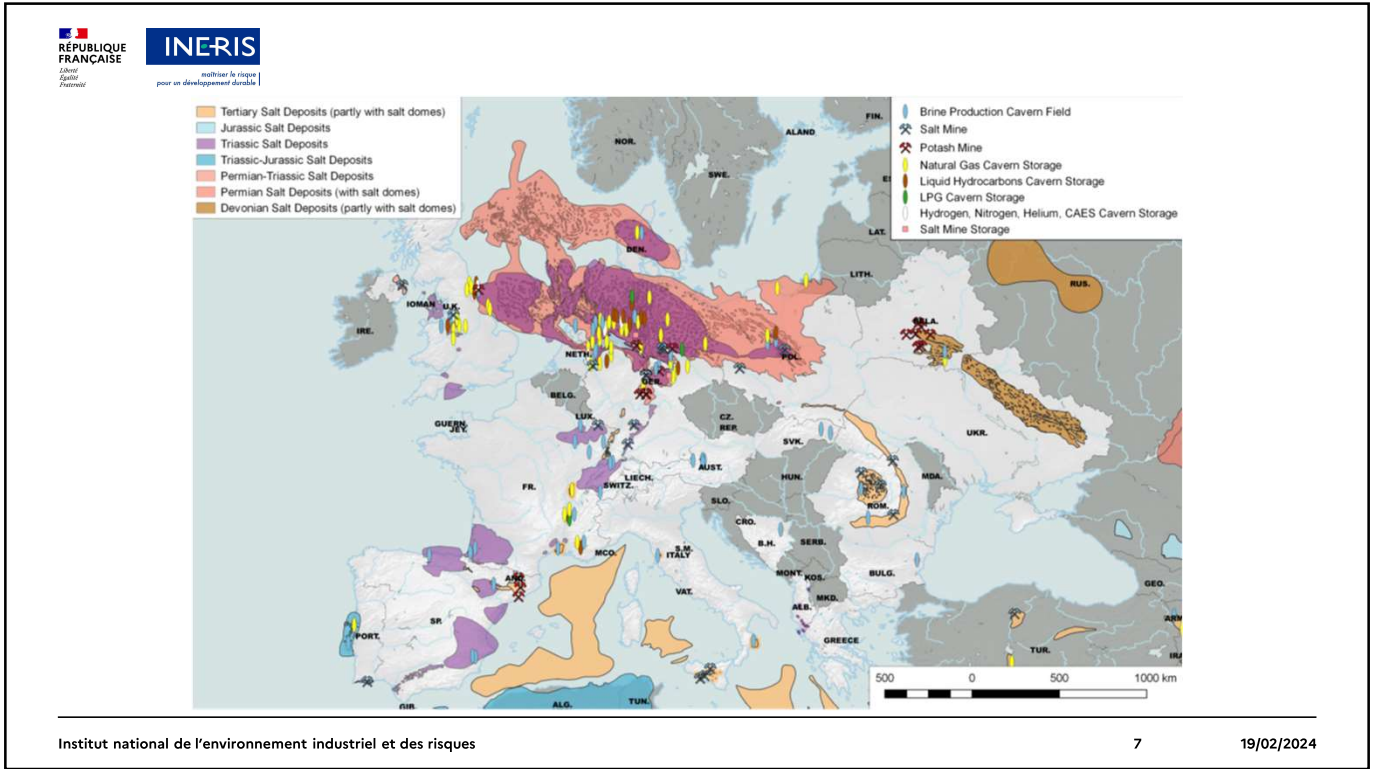 RÉPUBLIQUE
FRANÇAISE
Liberté
Égalité
Fraternité
INERIS
maîtriser le risque
pour un développement durable
Tertiary Salt Deposits (partly with salt domes)
Jurassic Salt Deposits
Triassic Salt Deposits
Triassic-Jurassic Salt Deposits
Permian-Triassic Salt Deposits
Permian Salt Deposits (with salt domes)
Devonian Salt Deposits (partly with salt domes)
Brine Production Cavern Field
Salt Mine
Potash Mine
Natural Gas Cavern Storage
Liquid Hydrocarbons Cavern Storage
LPG Cavern Storage
Hydrogen, Nitrogen, Helium, CAES Cavern Storage
Salt Mine Storage
FIN.
ALAND
NOR.
SWE.
LAT.
DEN.
LITH.
RUS.
IOMAN
U.K.
IRE.
NETH.
POL.
GER.
BELG.
LUX.
CZ.
REP.
GUERN.
JEY.
SVK.
UKR.
AUST.
LIECH.
SWITZ.
FR.
HUN.
MDA.
SLO.
ROM.
CRO.
B.H.
SERB.
MCO.
S.M.
ITALY
MONT.
KOS.
BULG.
GEO.
VAT.
MKD.
ALB.
SP.
PORT.
GREECE
TUR.
ALG.
TUN.
500 0 500 1000 km
Institut national de l'environnement industriel et des risques
7
19/02/2024